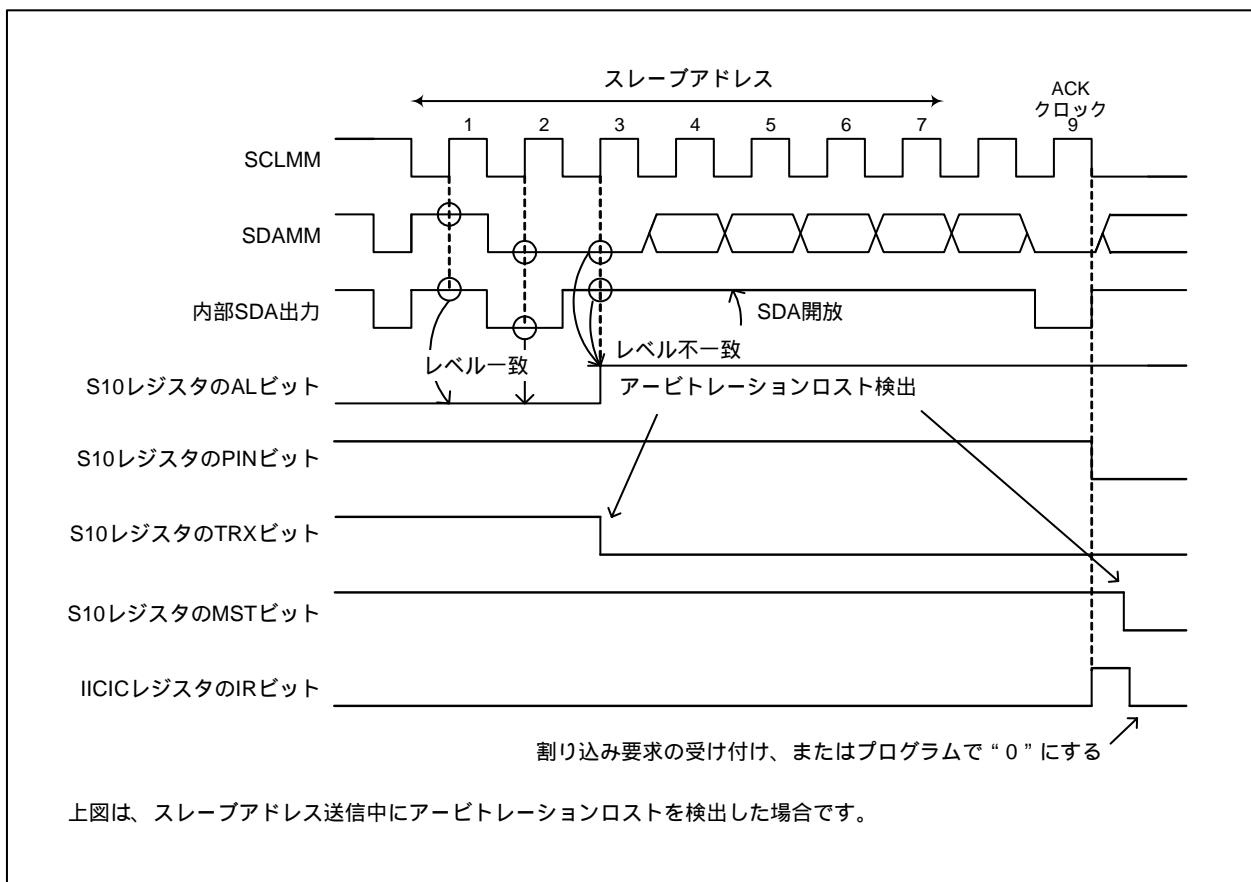 スレーブアドレス
ACK
クロック
1 2 3 4 5 6 7 9
SCLMM
SDAMM
内部SDA出力
SDA開放
レベル一致
レベル不一致
S10レジスタのALビット
アービトレーションロスト検出
S10レジスタのPINビット
S10レジスタのTRXビット
S10レジスタのMSTビット
IICICレジスタのIRビット
割り込み要求の受け付け、またはプログラムで“0”にする
上図は、スレーブアドレス送信中にアービトレーションロストを検出した場合です。